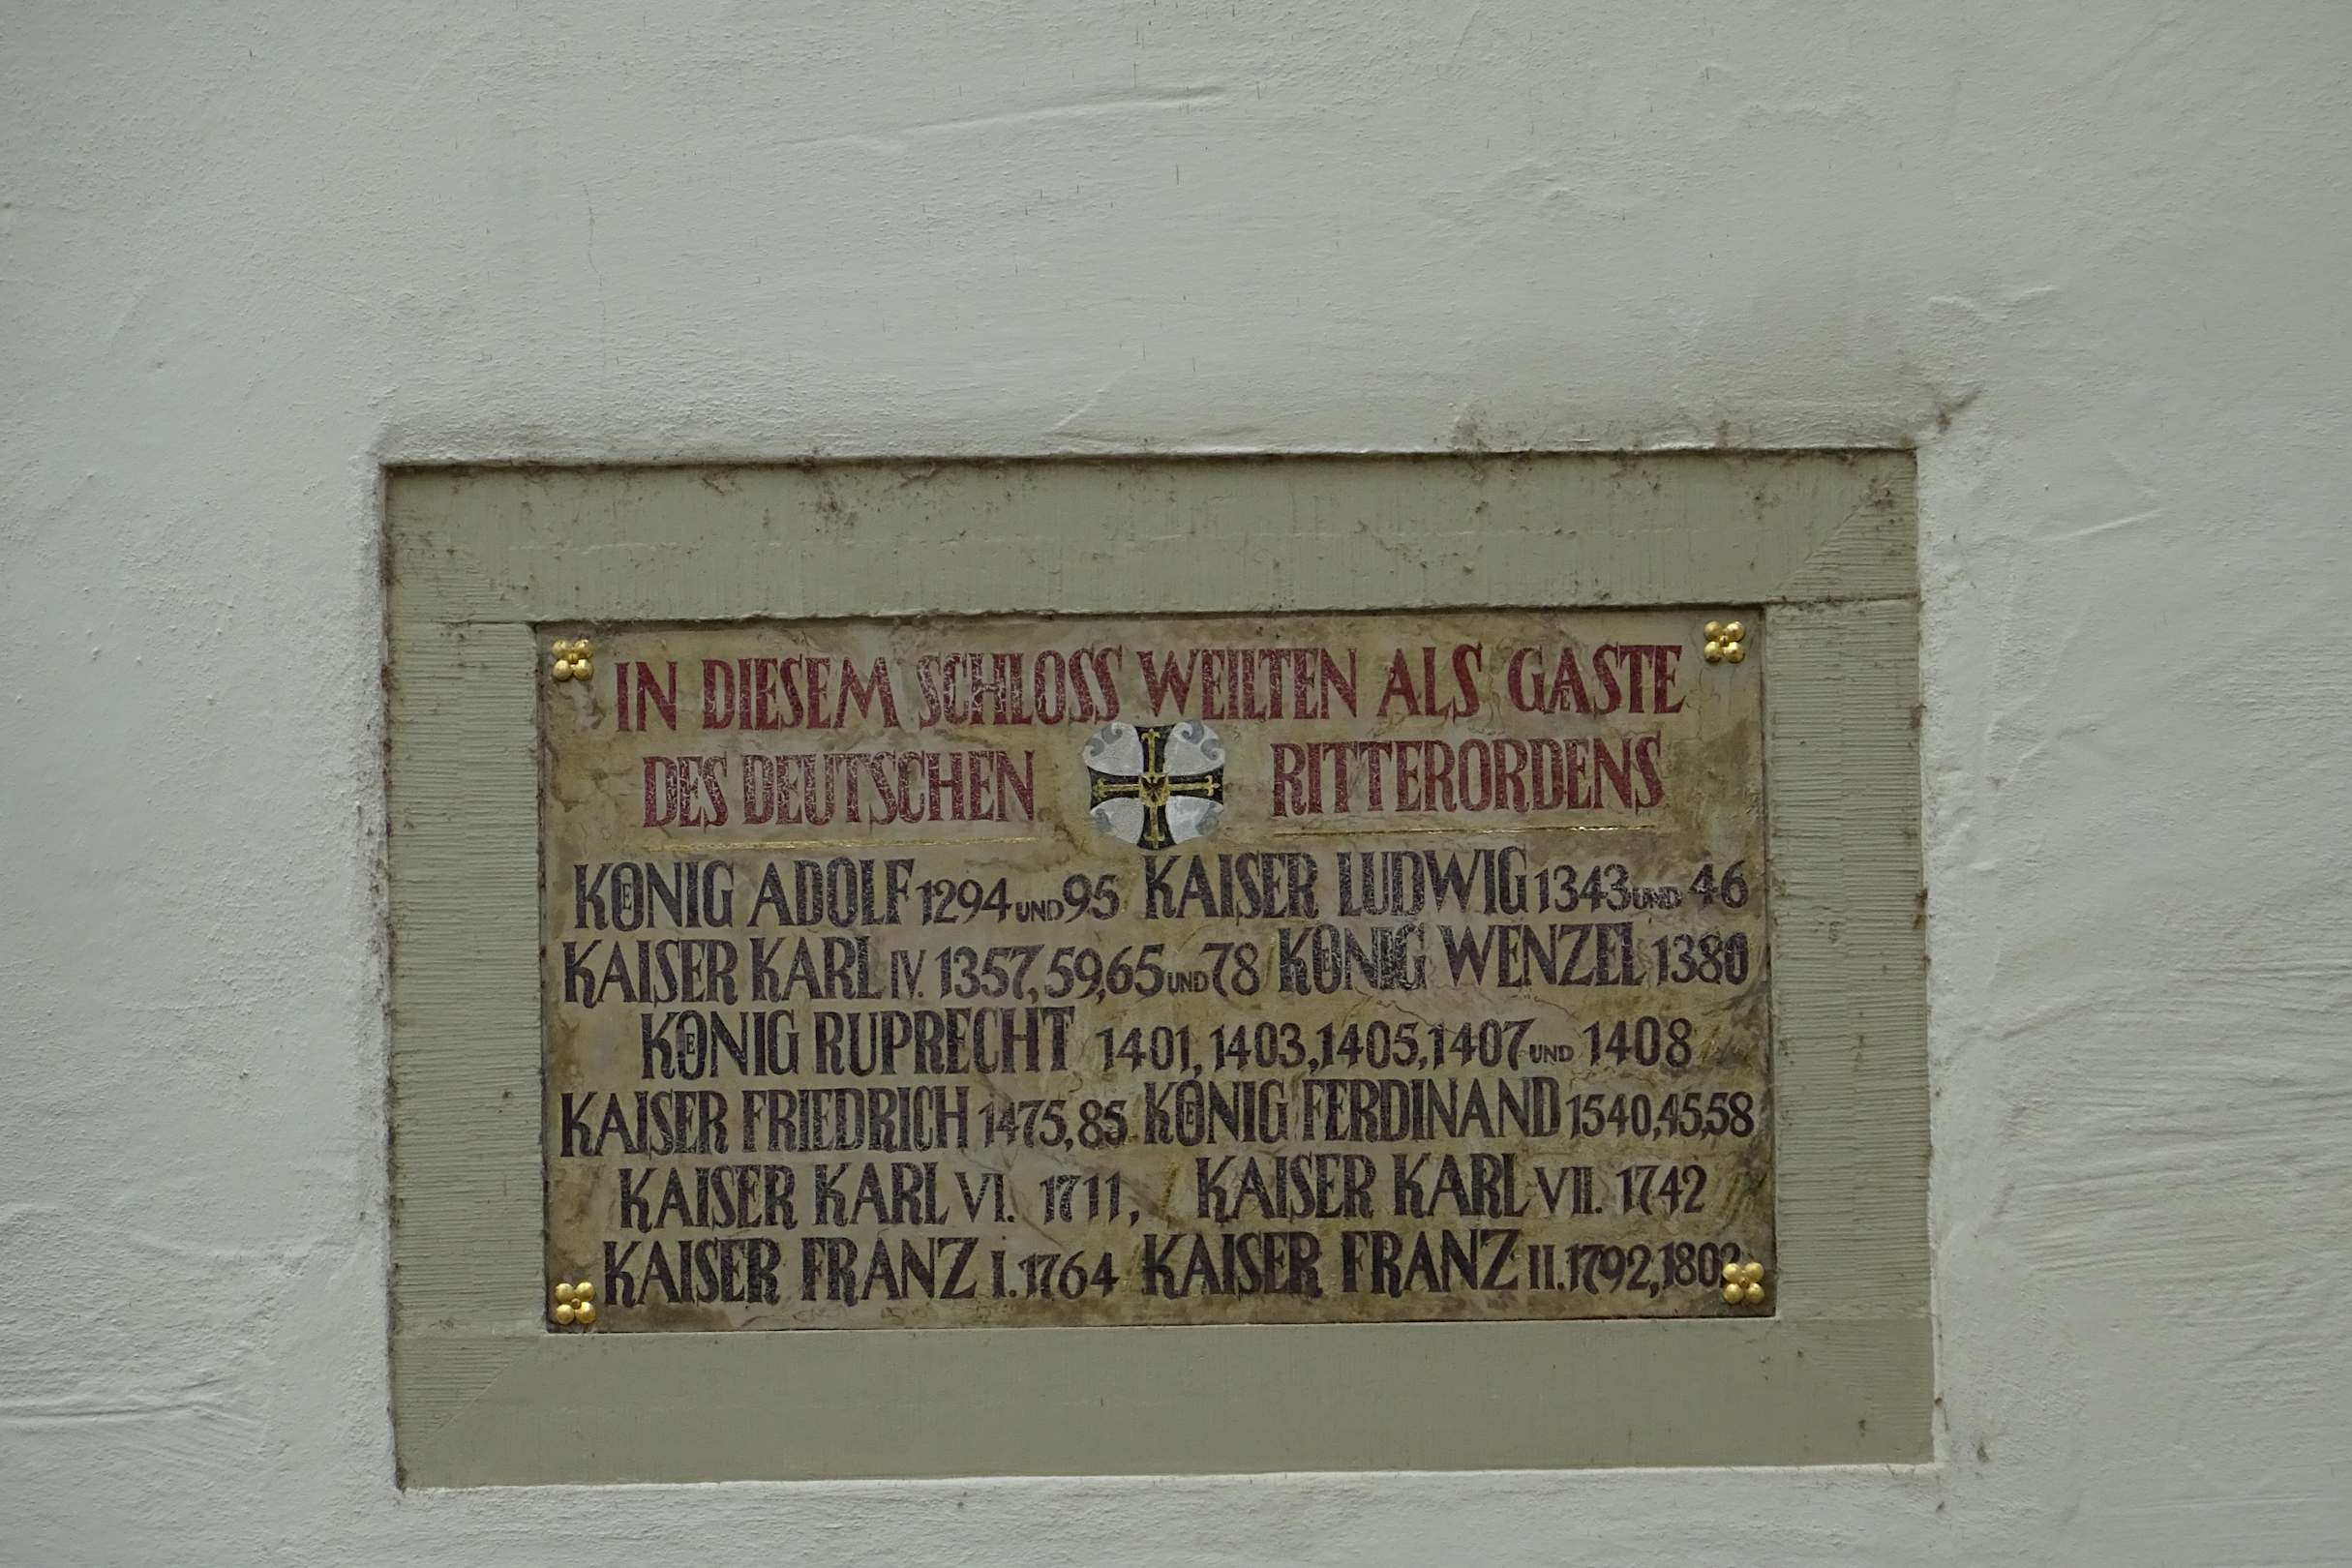 IN DIESEM SCHLOSS WEILTEN ALS GÄSTE
DES DEUTSCHEN RITTERORDENS
KÖNIG ADOLF 1294 UND 95 KAISER LUDWIG 1343 UND 46
KAISER KARL IV. 1357, 59, 65 UND 78 KÖNIG WENZEL 1380
KÖNIG RUPRECHT 1401, 1403, 1405, 1407 UND 1408
KAISER FRIEDRICH 1475, 85 KÖNIG FERDINAND 1540, 45, 58
KAISER KARL VI. 1711, KAISER KARL VII. 1742
KAISER FRANZ I. 1764 KAISER FRANZ II. 1792,